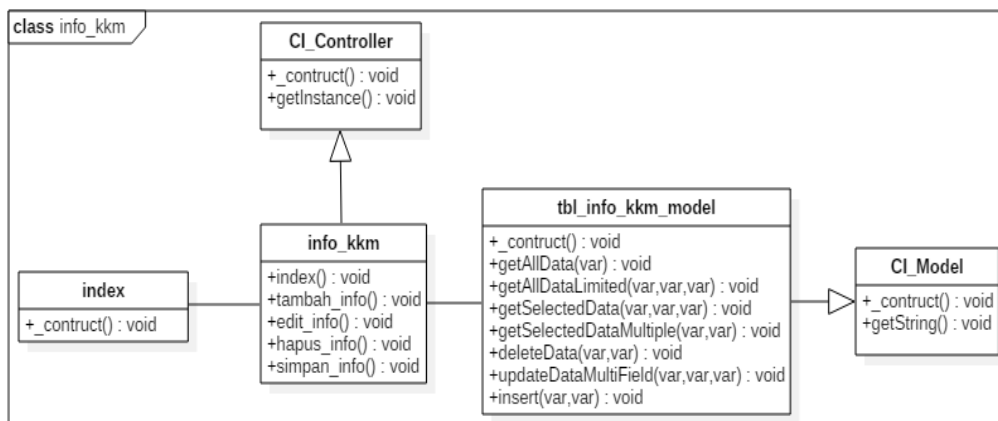 class info_kkm
CI_Controller
+_contruct() : void
+getInstance() : void
info_kkm
+index() : void
+tambah_info() : void
+edit_info() : void
+hapus_info() : void
+simpan_info() : void
index
+_contruct() : void
tbl_info_kkm_model
+_contruct() : void
+getAllData(var) : void
+getAllDataLimited(var,var,var) : void
+getSelectedData(var,var,var) : void
+getSelectedDataMultiple(var,var) : void
+deleteData(var,var) : void
+updateDataMultiField(var,var,var) : void
+insert(var,var) : void
CI_Model
+_contruct() : void
+getString() : void